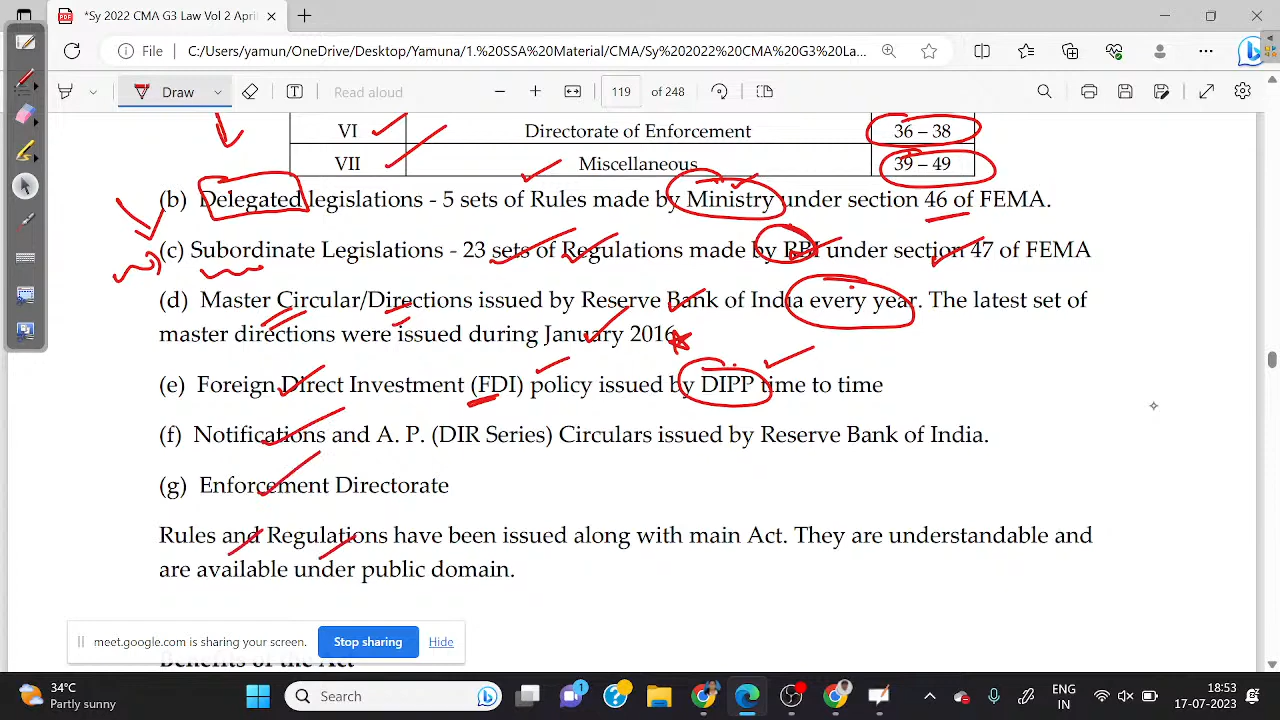 *Sy 2022 CMA G3 Law Vol 2 April
File
C:/Users/yamun/OneDrive/Desktop/Yamuna/1.%20SSA%20Material/CMA/Sy%202022%20CMA%20G3%20La...
Draw
Read aloud
119 of 248
VI Directorate of Enforcement 36 – 38
VII Miscellaneous 39 – 49
(b) Delegated legislations - 5 sets of Rules made by Ministry under section 46 of FEMA.
(c) Subordinate Legislations - 23 sets of Regulations made by RBI under section 47 of FEMA
(d) Master Circular/Directions issued by Reserve Bank of India every year. The latest set of
master directions were issued during January 2016
(e) Foreign Direct Investment (FDI) policy issued by DIPP time to time
(f) Notifications and A. P. (DIR Series) Circulars issued by Reserve Bank of India.
(g) Enforcement Directorate
Rules and Regulations have been issued along with main Act. They are understandable and
are available under public domain.
meet.google.com is sharing your screen. Stop sharing Hide
Benefits of the Act
34°C
Partly sunny
Search
1
ENG
IN
18:53
17-07-2023